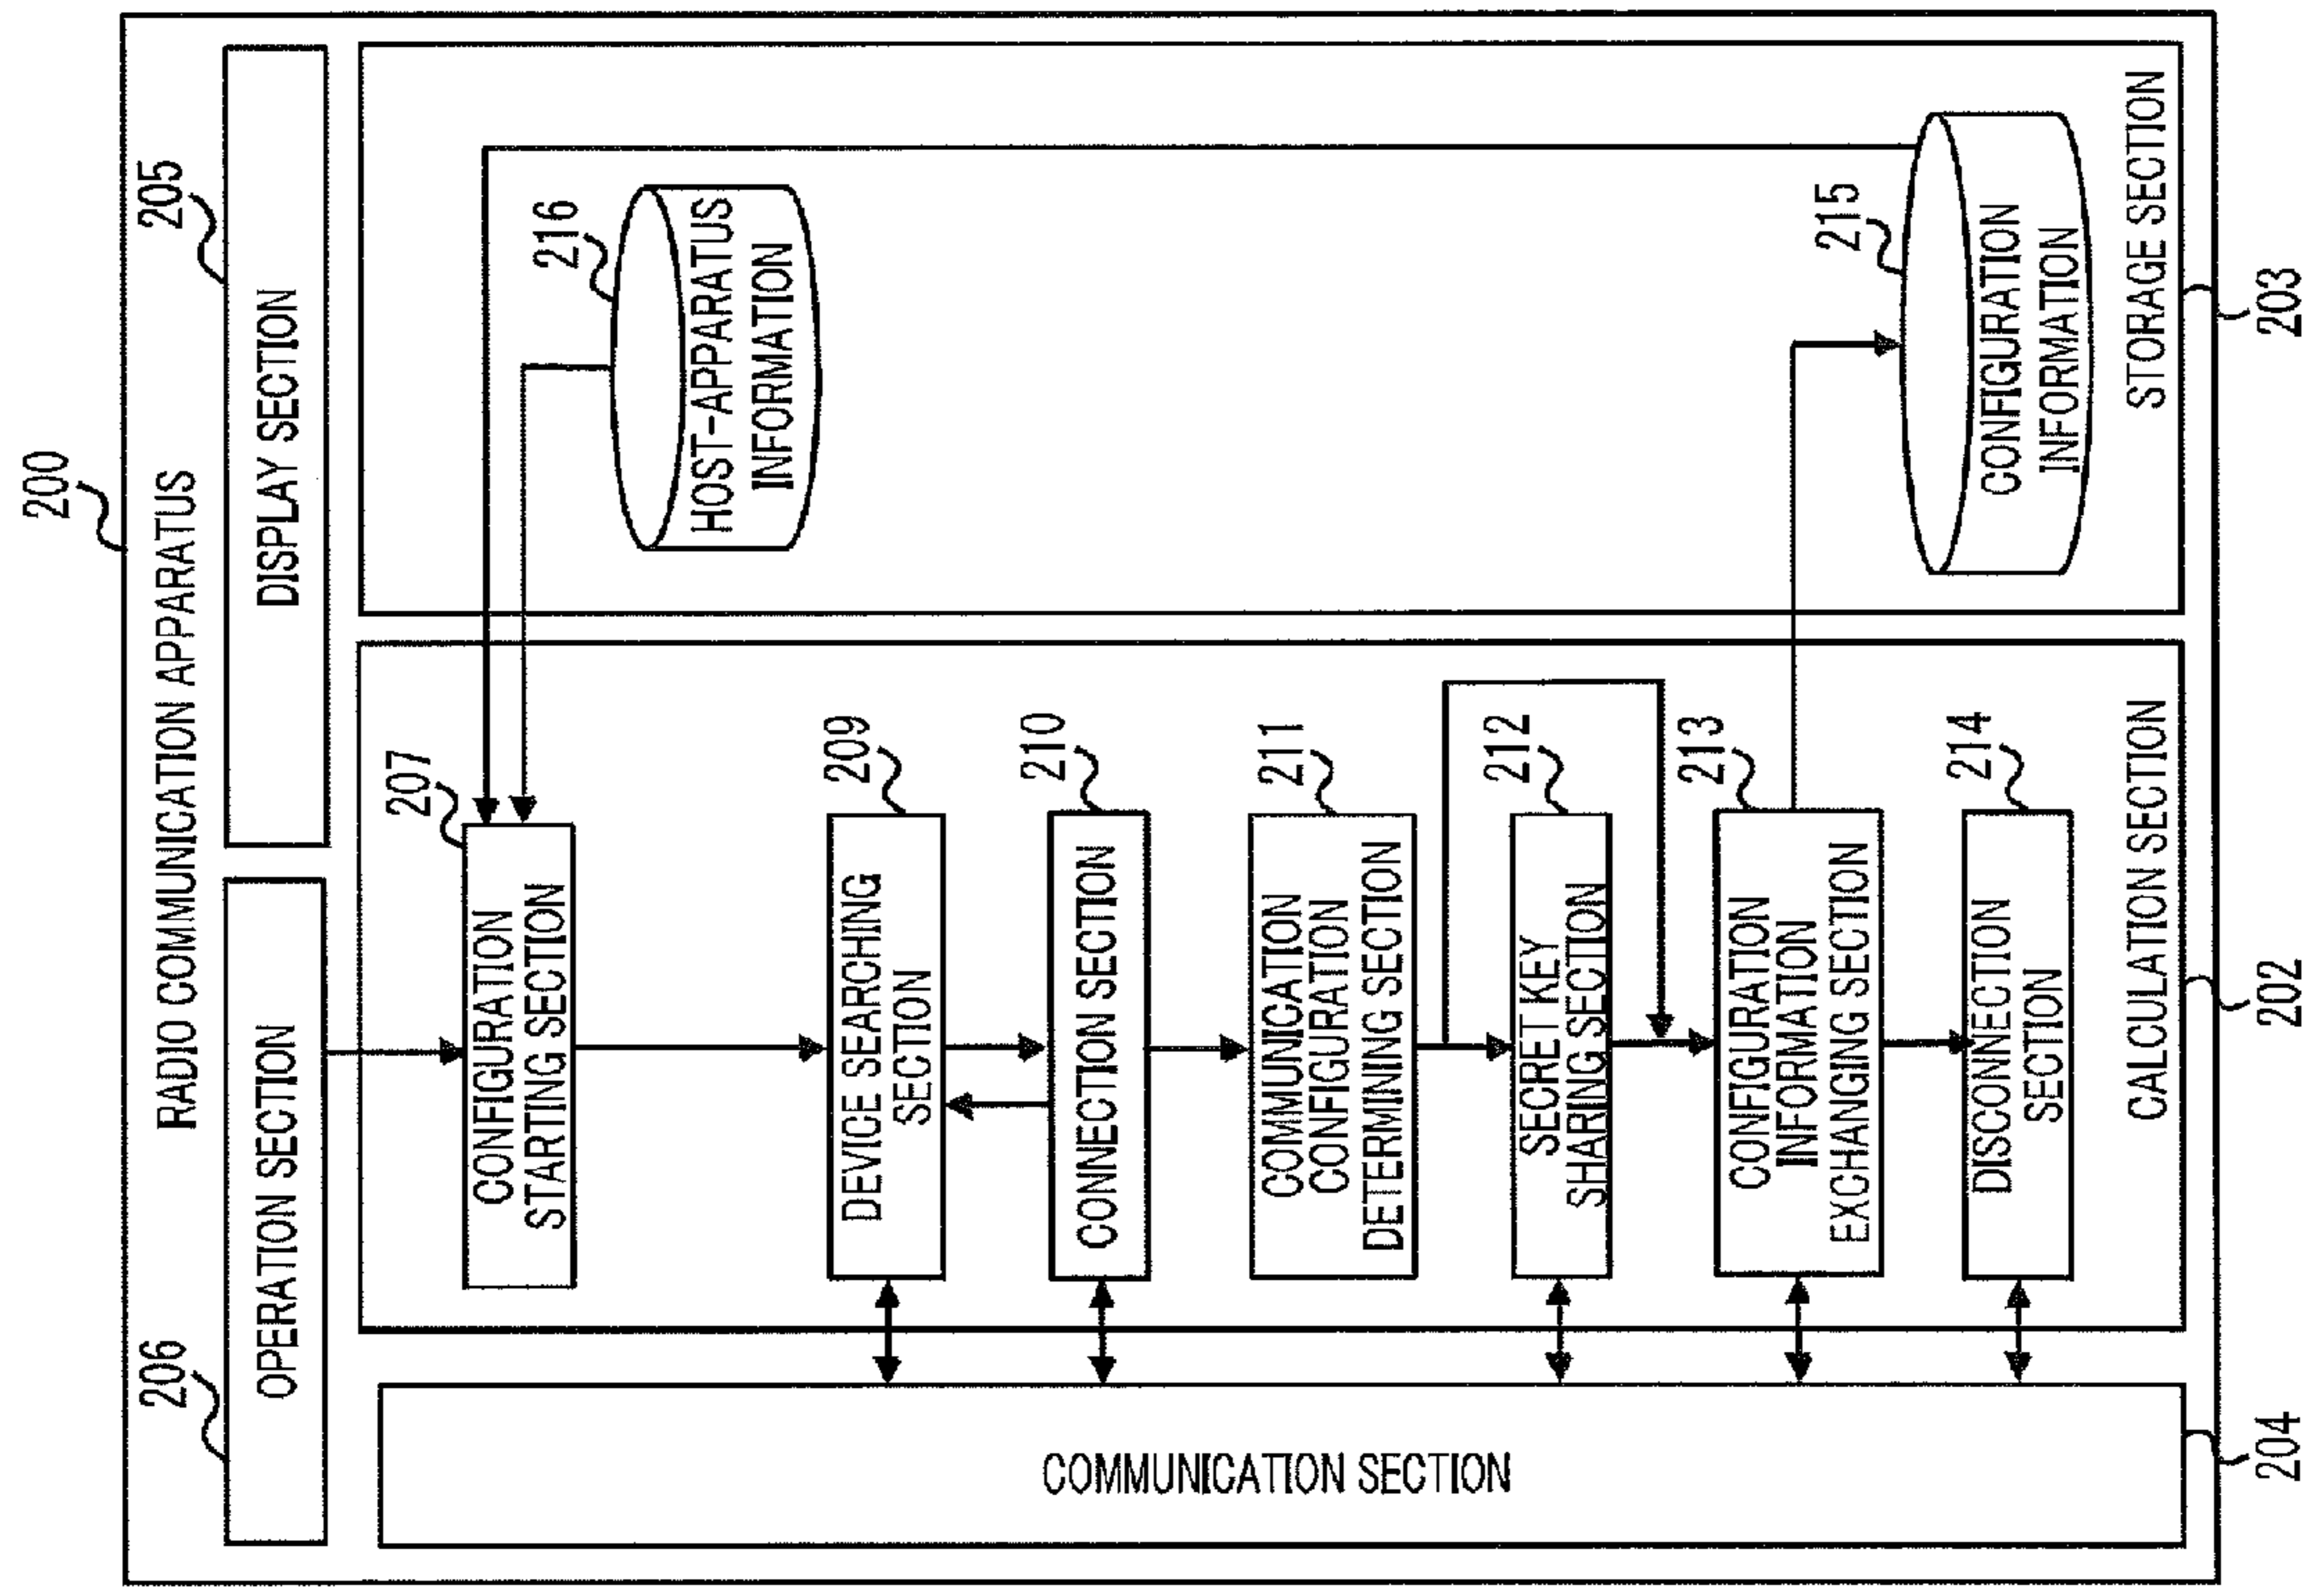 200
RADIO COMMUNICATION APPARATUS
206
OPERATION SECTION
205
DISPLAY SECTION
207
CONFIGURATION
STARTING SECTION
216
HOST-APPARATUS
INFORMATION
209
DEVICE SEARCHING
SECTION
210
CONNECTION SECTION
211
COMMUNICATION
CONFIGURATION
DETERMINING SECTION
212
SECRET KEY
SHARING SECTION
213
CONFIGURATION
INFORMATION
EXCHANGING SECTION
215
CONFIGURATION
INFORMATION
214
DISCONNECTION
SECTION
COMMUNICATION SECTION
CALCULATION SECTION
STORAGE SECTION
204
202
203